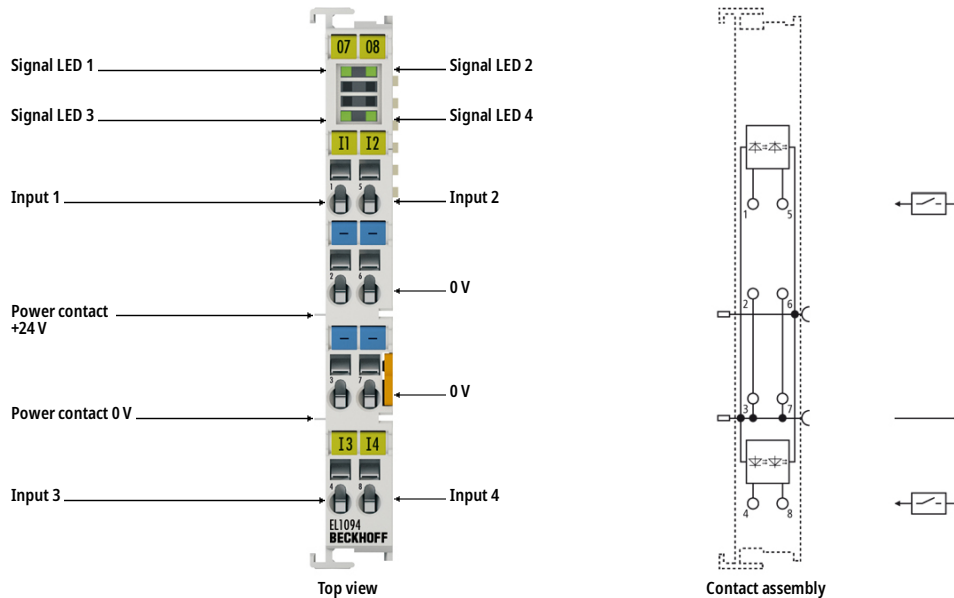 07 08
Signal LED 1
Signal LED 2
Signal LED 3
Signal LED 4
I1 I2
1 5
Input 1
Input 2
1 5
– –
2 6
2 6
0 V
Power contact
+24 V
– –
3 7
0 V
3 7
Power contact 0 V
I3 I4
4 8
Input 3
Input 4
4 8
EL1094
BECKHOFF
Top view
Contact assembly